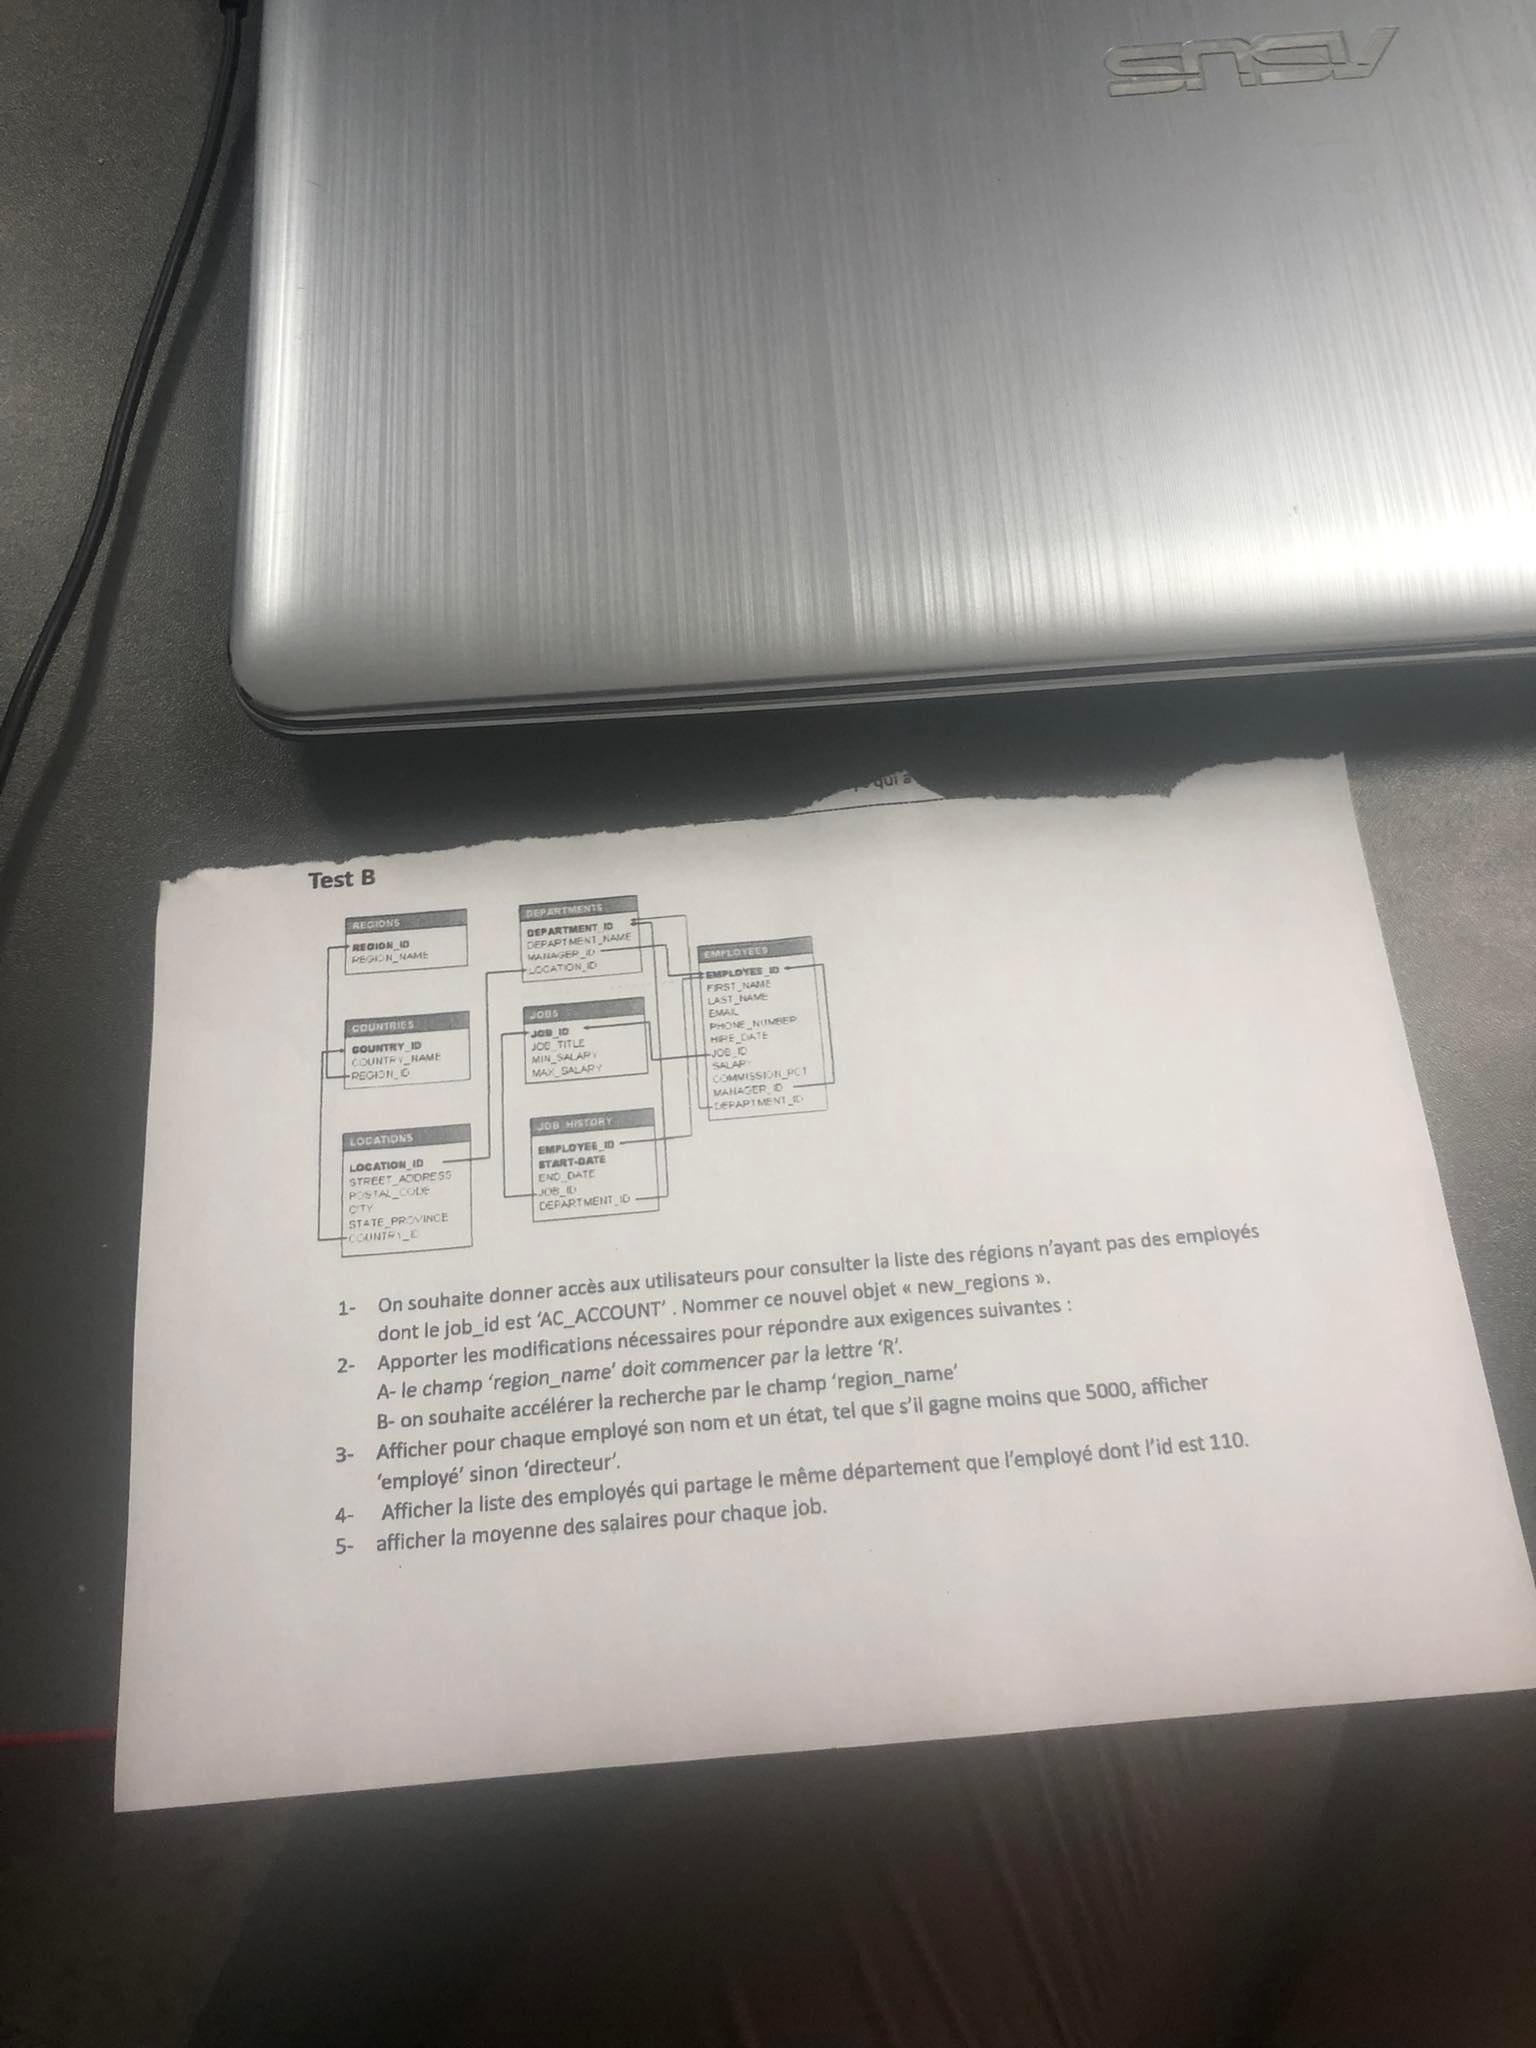 ASUS
qui a
Test B
REGIONS
REGION_ID
REGION_NAME
COUNTRIES
COUNTRY_ID
COUNTRY_NAME
REGION_ID
LOCATIONS
LOCATION_ID
STREET_ADDRESS
POSTAL_CODE
CITY
STATE_PROVINCE
COUNTRY_ID
DEPARTMENTS
DEPARTMENT_ID
DEPARTMENT_NAME
MANAGER_ID
LOCATION_ID
JOBS
JOB_ID
JOB_TITLE
MIN_SALARY
MAX_SALARY
JOB_HISTORY
EMPLOYEE_ID
START-DATE
END_DATE
JOB_ID
DEPARTMENT_ID
EMPLOYEES
EMPLOYEE_ID
FIRST_NAME
LAST_NAME
EMAIL
PHONE_NUMBER
HIRE_DATE
JOB_ID
SALARY
COMMISSION_PCT
MANAGER_ID
DEPARTMENT_ID
1- On souhaite donner accès aux utilisateurs pour consulter la liste des régions n'ayant pas des employés
dont le job_id est 'AC_ACCOUNT' . Nommer ce nouvel objet « new_regions ».
2- Apporter les modifications nécessaires pour répondre aux exigences suivantes :
A- le champ 'region_name' doit commencer par la lettre 'R'.
B- on souhaite accélérer la recherche par le champ 'region_name'
3- Afficher pour chaque employé son nom et un état, tel que s'il gagne moins que 5000, afficher
'employé' sinon 'directeur'.
4- Afficher la liste des employés qui partage le même département que l'employé dont l'id est 110.
5- afficher la moyenne des salaires pour chaque job.